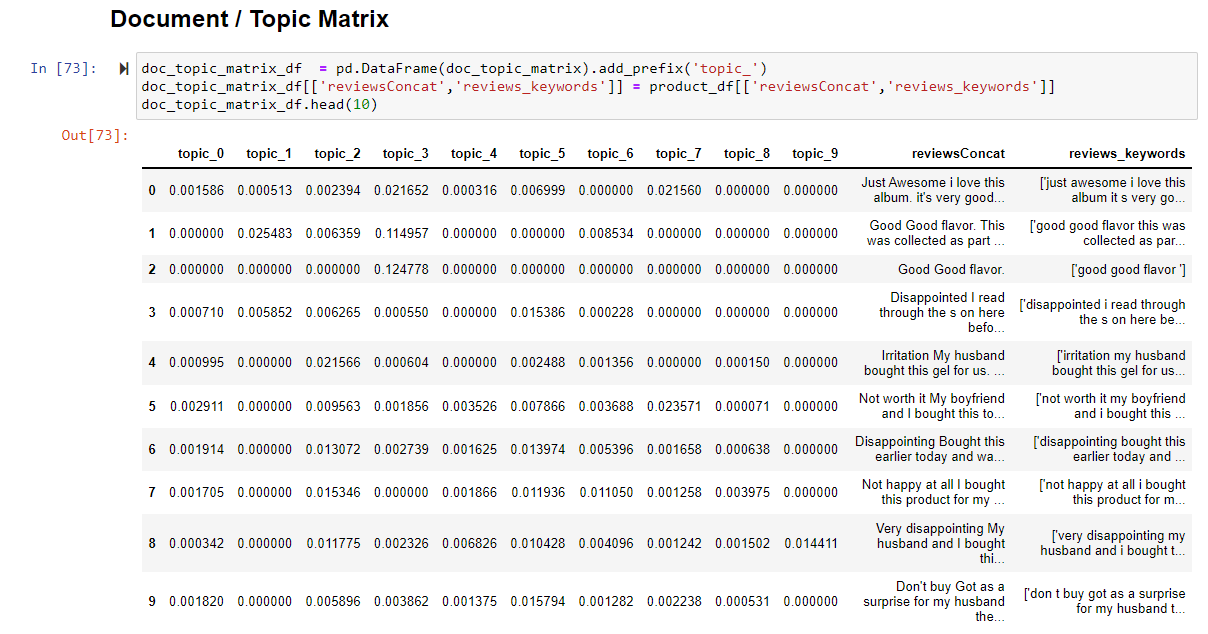 Document / Topic Matrix
In [73]:
doc_topic_matrix_df  = pd.DataFrame(doc_topic_matrix).add_prefix('topic_')
doc_topic_matrix_df[['reviewsConcat','reviews_keywords']] = product_df[['reviewsConcat','reviews_keywords']]
doc_topic_matrix_df.head(10)
Out[73]:
topic_0 topic_1 topic_2 topic_3 topic_4 topic_5 topic_6 topic_7 topic_8 topic_9 reviewsConcat reviews_keywords
0 0.001586 0.000513 0.002394 0.021652 0.000316 0.006999 0.000000 0.021560 0.000000 0.000000 Just Awesome i love this ['just awesome i love this
album. it's very good... album it s very go...
1 0.000000 0.025483 0.006359 0.114957 0.000000 0.000000 0.008534 0.000000 0.000000 0.000000 Good Good flavor. This ['good good flavor this was
was collected as part ... collected as par...
2 0.000000 0.000000 0.000000 0.124778 0.000000 0.000000 0.000000 0.000000 0.000000 0.000000 Good Good flavor. ['good good flavor ']
3 0.000710 0.005852 0.006265 0.000550 0.000000 0.015386 0.000228 0.000000 0.000000 0.000000 Disappointed I read ['disappointed i read through
through the s on here the s on here be...
befo...
4 0.000995 0.000000 0.021566 0.000604 0.000000 0.002488 0.001356 0.000000 0.000150 0.000000 Irritation My husband ['irritation my husband
bought this gel for us. ... bought this gel for us...
5 0.002911 0.000000 0.009563 0.001856 0.003526 0.007866 0.003688 0.023571 0.000071 0.000000 Not worth it My boyfriend ['not worth it my boyfriend
and I bought this to... and i bought this ...
6 0.001914 0.000000 0.013072 0.002739 0.001625 0.013974 0.005396 0.001658 0.000638 0.000000 Disappointing Bought this ['disappointing bought this
earlier today and wa... earlier today and ...
7 0.001705 0.000000 0.015346 0.000000 0.001866 0.011936 0.011050 0.001258 0.003975 0.000000 Not happy at all I bought ['not happy at all i bought
this product for my ... this product for m...
8 0.000342 0.000000 0.011775 0.002326 0.006826 0.010428 0.004096 0.001242 0.001502 0.014411 Very disappointing My ['very disappointing my
husband and I bought husband and i bought t...
thi...
9 0.001820 0.000000 0.005896 0.003862 0.001375 0.015794 0.001282 0.002238 0.000531 0.000000 Don't buy Got as a ['don t buy got as a surprise
surprise for my husband for my husband t...
the...